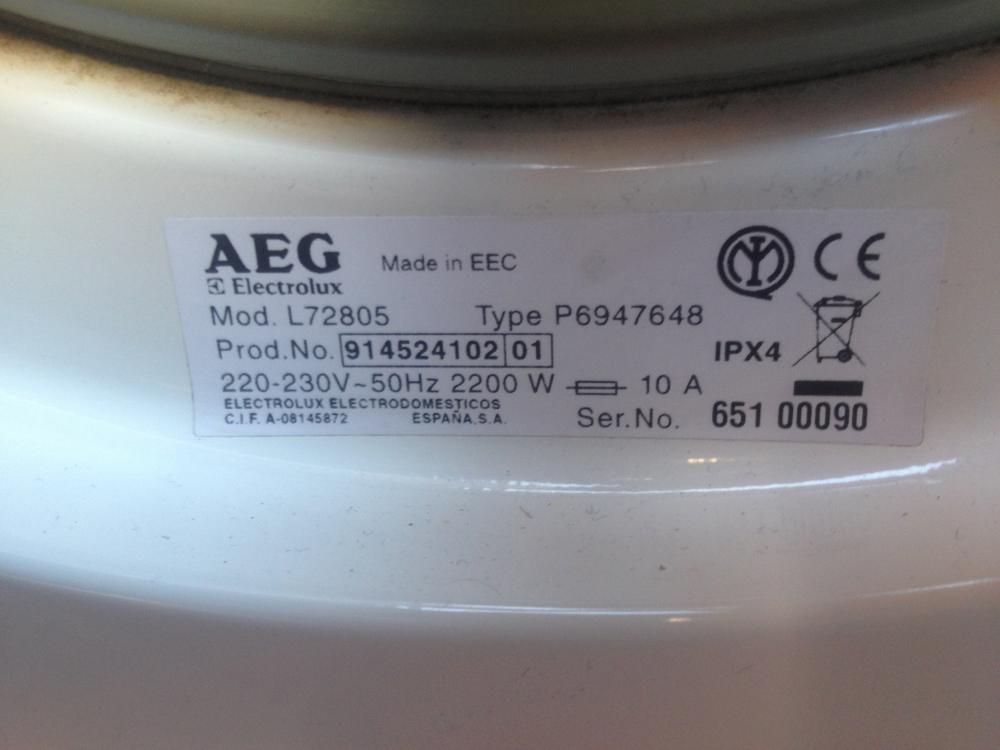 AEG Made in EEC
Electrolux
Mod. L72805 Type P6947648
Prod.No. 914524102 01 IPX4
220-230V~50Hz 2200 W 10 A
ELECTROLUX ELECTRODOMESTICOS
C.I.F. A-08145872 ESPAÑA,S.A.
Ser.No. 651 00090